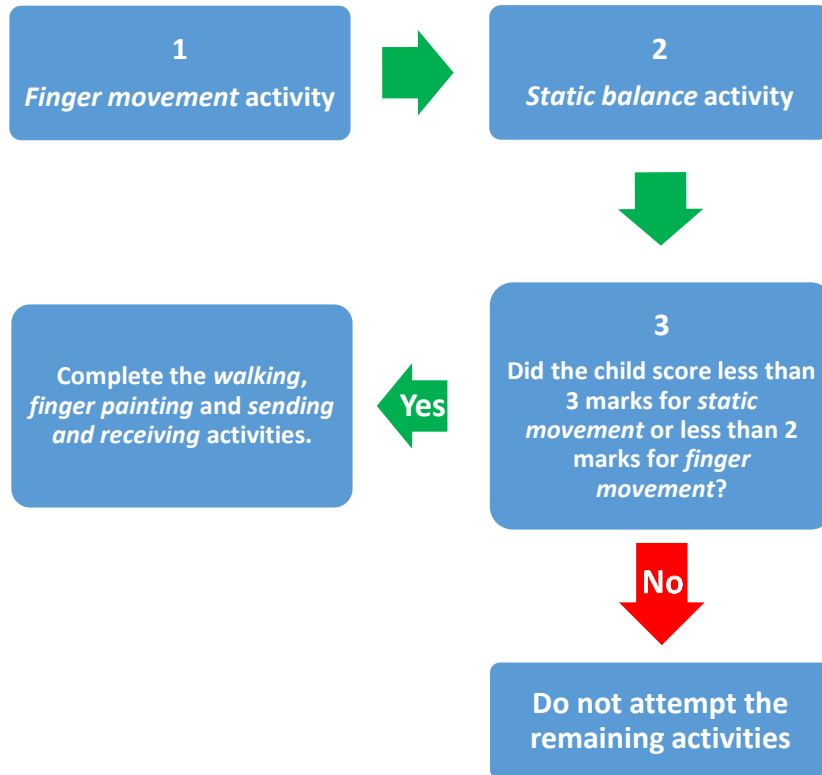 1
Finger movement activity
2
Static balance activity
3
Did the child score less than
3 marks for static
movement or less than 2
marks for finger
movement?
Yes
Complete the walking,
finger painting and sending
and receiving activities.
No
Do not attempt the
remaining activities